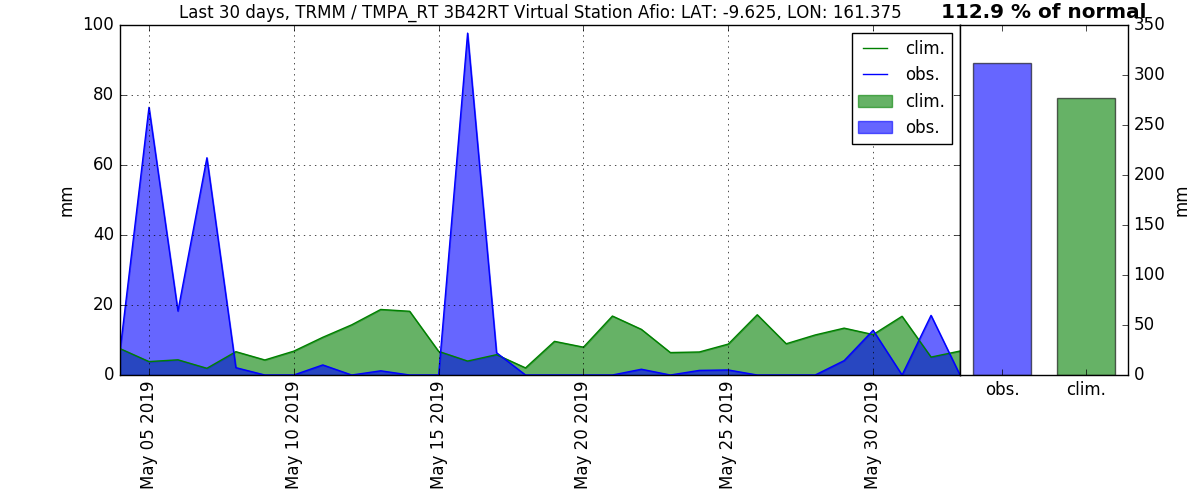 Last 30 days, TRMM / TMPA_RT 3B42RT Virtual Station Afio: LAT: -9.625, LON: 161.375
112.9 % of normal
100
80
60
40
20
0
mm
clim.
obs.
clim.
obs.
350
300
250
200
150
100
50
0
mm
May 05 2019
May 10 2019
May 15 2019
May 20 2019
May 25 2019
May 30 2019
obs.
clim.